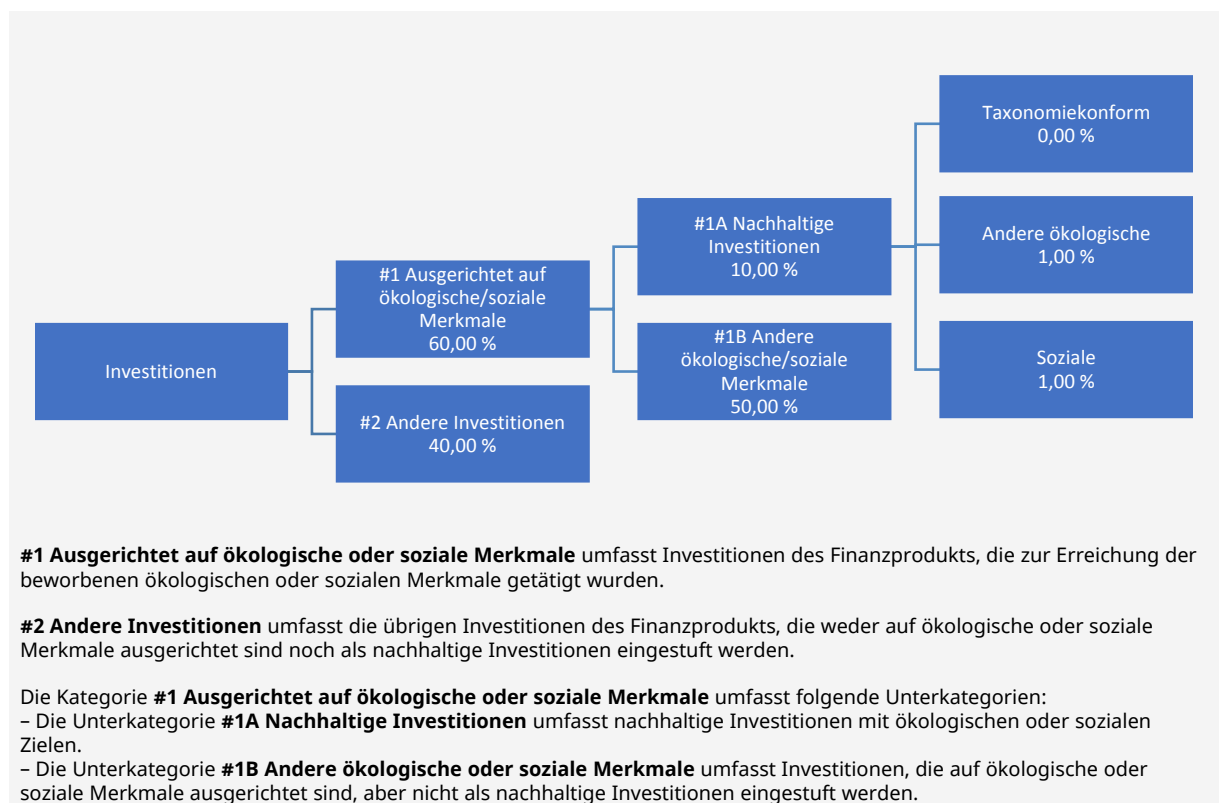 Taxonomiekonform
0,00 %
#1A Nachhaltige
Investitionen
10,00 %
Andere ökologische
1,00 %
#1 Ausgerichtet auf
ökologische/soziale
Merkmale
60,00 %
Investitionen
#1B Andere
ökologische/soziale
Merkmale
50,00 %
Soziale
1,00 %
#2 Andere Investitionen
40,00 %
#1 Ausgerichtet auf ökologische oder soziale Merkmale umfasst Investitionen des Finanzprodukts, die zur Erreichung der
beworbenen ökologischen oder sozialen Merkmale getätigt wurden.
#2 Andere Investitionen umfasst die übrigen Investitionen des Finanzprodukts, die weder auf ökologische oder soziale
Merkmale ausgerichtet sind noch als nachhaltige Investitionen eingestuft werden.
Die Kategorie #1 Ausgerichtet auf ökologische oder soziale Merkmale umfasst folgende Unterkategorien:
– Die Unterkategorie #1A Nachhaltige Investitionen umfasst nachhaltige Investitionen mit ökologischen oder sozialen
Zielen.
– Die Unterkategorie #1B Andere ökologische oder soziale Merkmale umfasst Investitionen, die auf ökologische oder
soziale Merkmale ausgerichtet sind, aber nicht als nachhaltige Investitionen eingestuft werden.